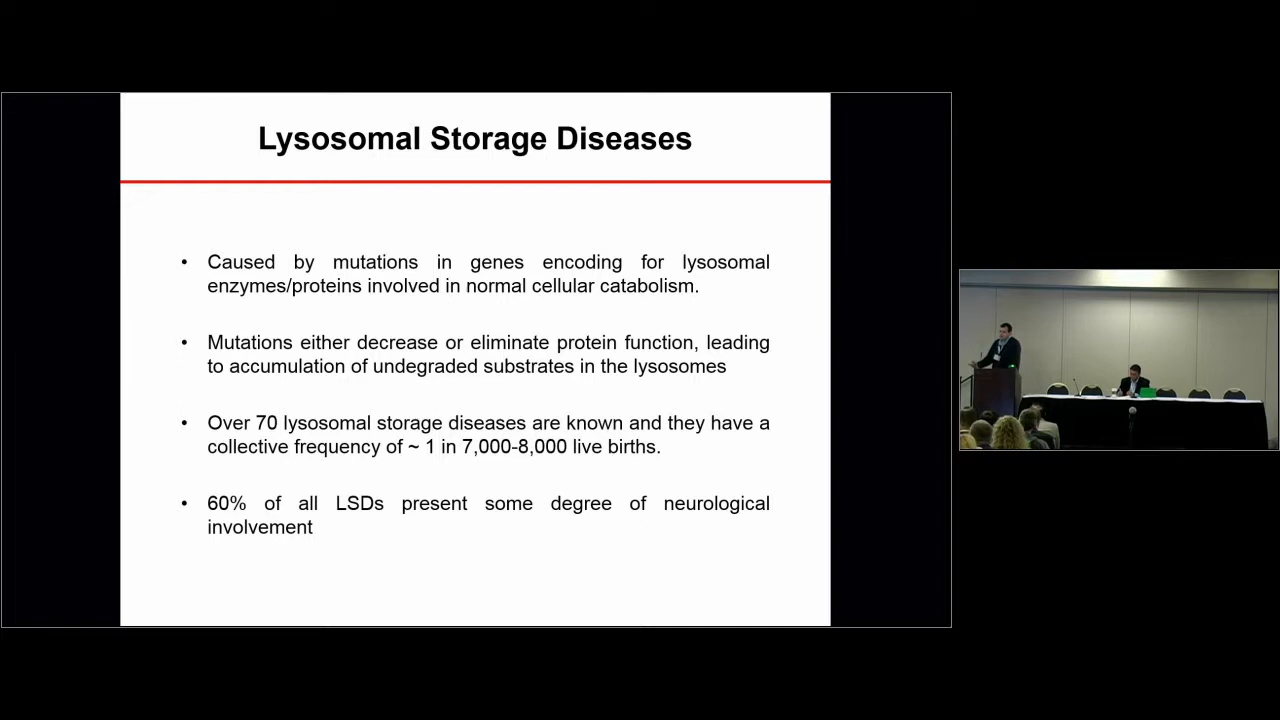 Lysosomal Storage Diseases
• Caused by mutations in genes encoding for lysosomal
enzymes/proteins involved in normal cellular catabolism.
• Mutations either decrease or eliminate protein function, leading
to accumulation of undegraded substrates in the lysosomes
• Over 70 lysosomal storage diseases are known and they have a
collective frequency of ~ 1 in 7,000-8,000 live births.
• 60% of all LSDs present some degree of neurological
involvement